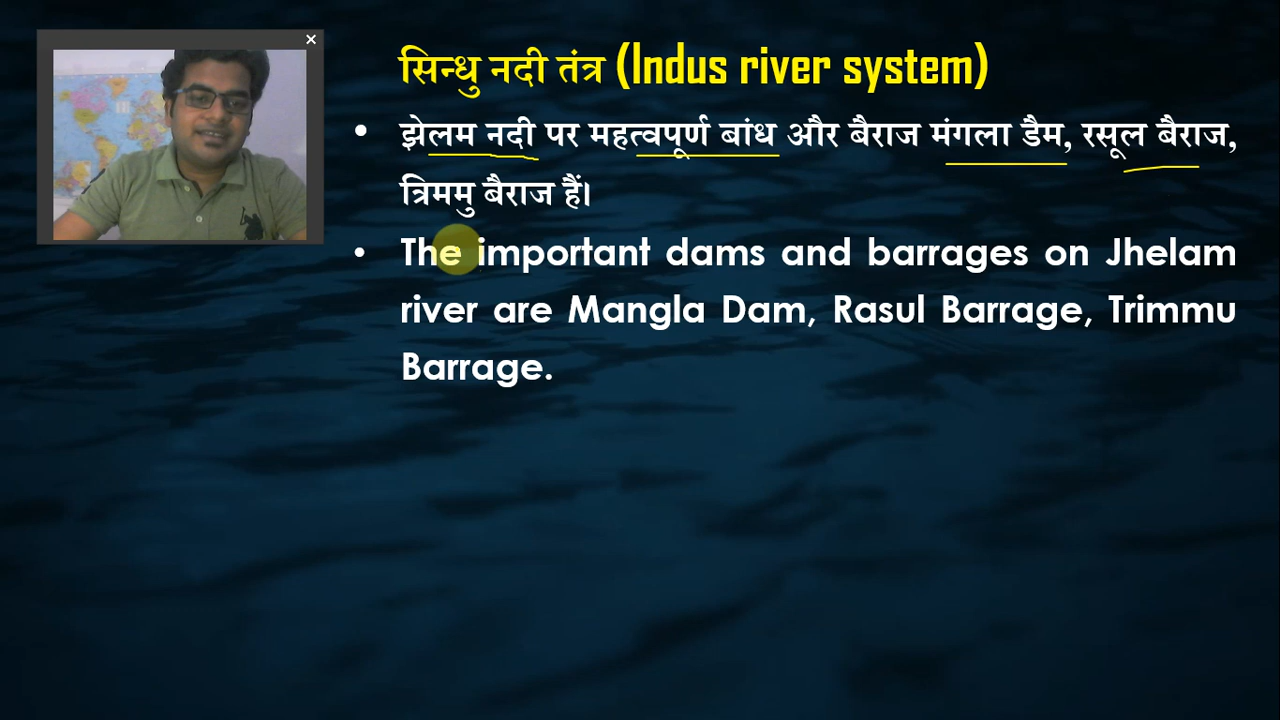 सिन्धु नदी तंत्र (Indus river system)
• झेलम नदी पर महत्वपूर्ण बांध और बैराज मंगला डैम, रसूल बैराज,
त्रिममु बैराज हैं।
• The important dams and barrages on Jhelam
river are Mangla Dam, Rasul Barrage, Trimmu
Barrage.